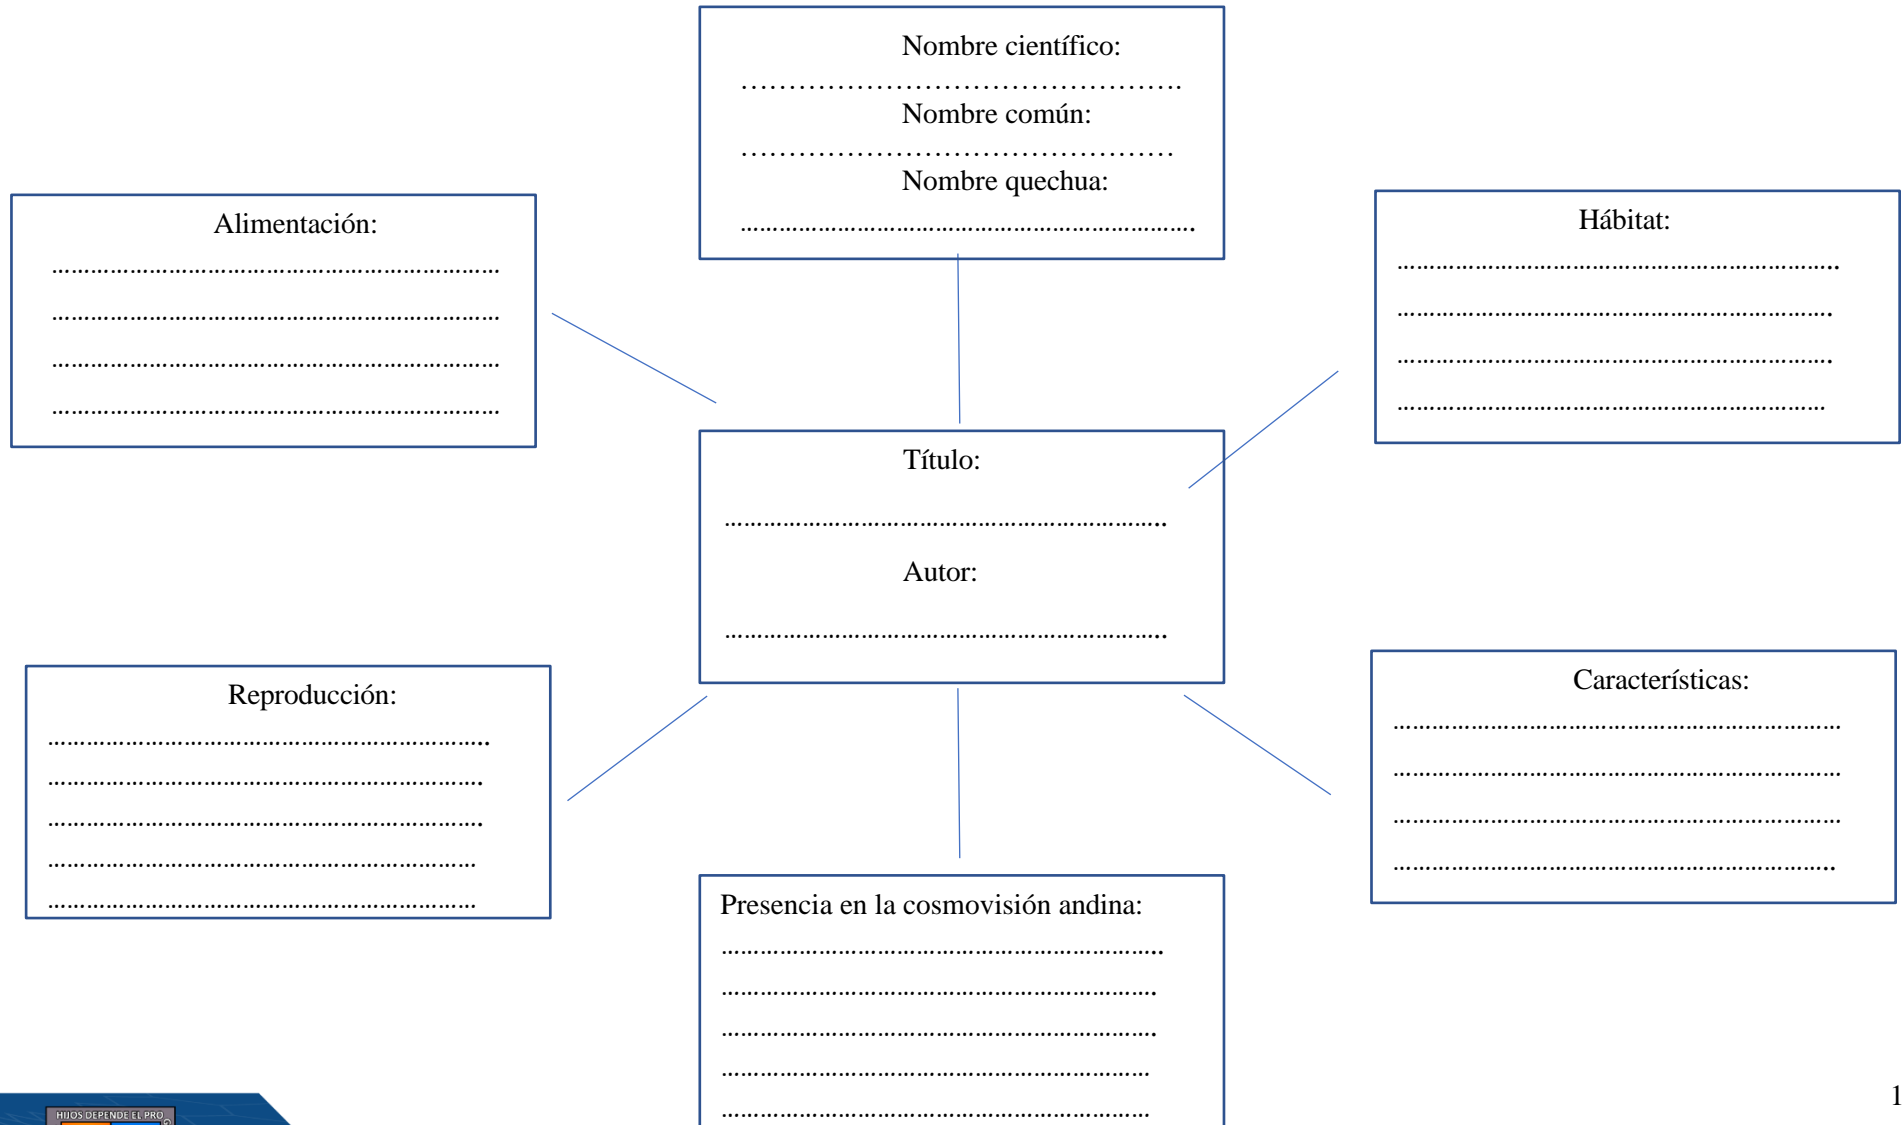 Nombre científico:
……………………………………….
Nombre común:
………………………………………
Nombre quechua:
…………………………………………………………….
Alimentación:
……………………………………………………………
……………………………………………………………
……………………………………………………………
……………………………………………………………
Hábitat:
…………………………………………………………..
………………………………………………………….
………………………………………………………….
…………………………………………………………
Título:
…………………………………………………………..
Autor:
…………………………………………………………..
Reproducción:
…………………………………………………………..
………………………………………………………….
………………………………………………………….
…………………………………………………………
…………………………………………………………
Características:
……………………………………………………………
……………………………………………………………
……………………………………………………………
…………………………………………………………..
Presencia en la cosmovisión andina:
…………………………………………………………..
………………………………………………………….
………………………………………………………….
…………………………………………………………
…………………………………………………………
1
HIJOS DEPENDE EL PRO